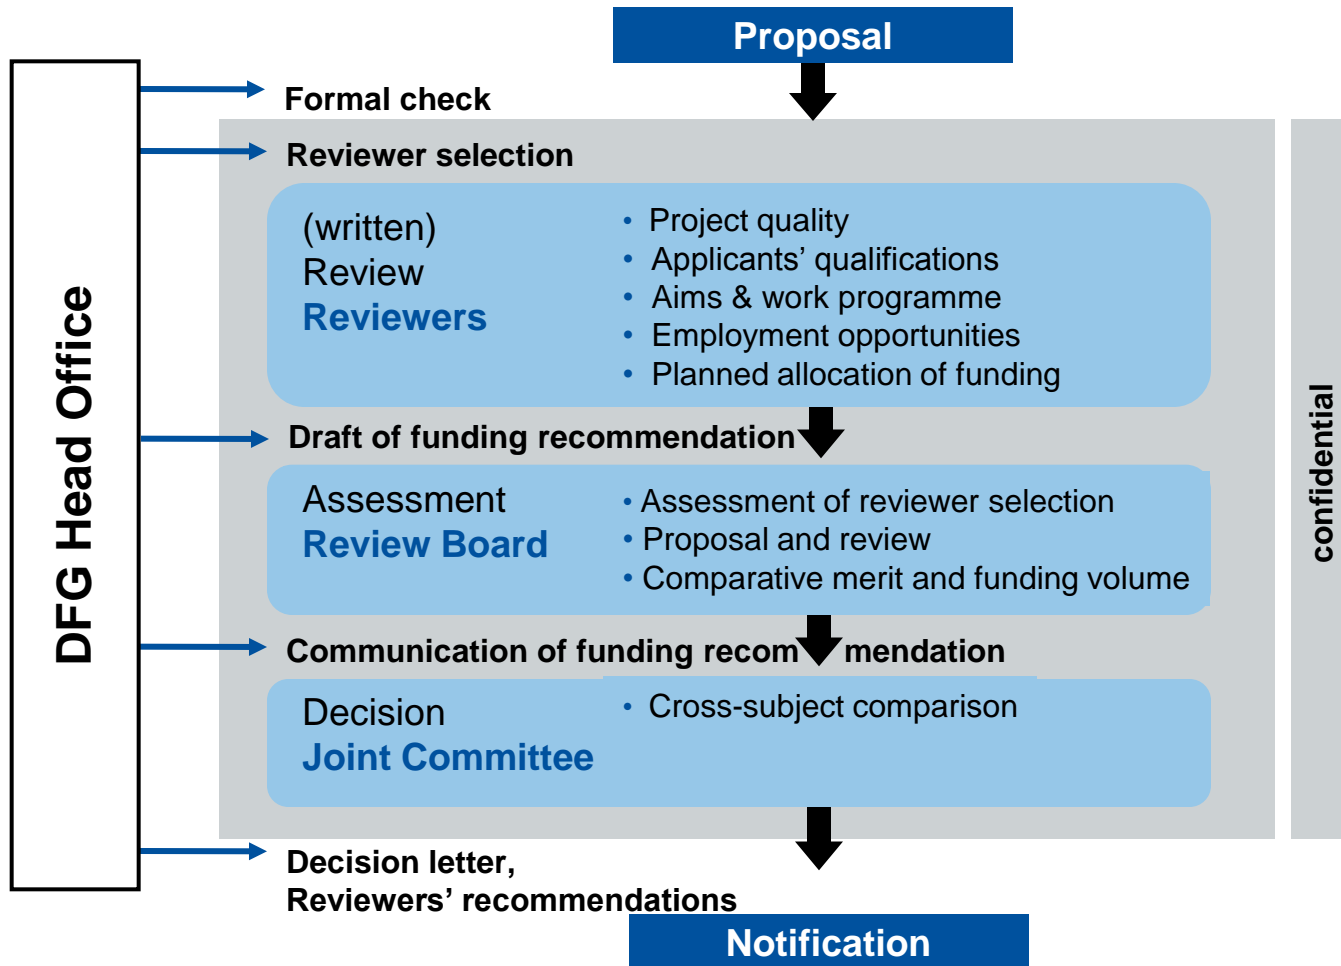 Proposal
DFG Head Office
Formal check
Reviewer selection
(written)
Review
Reviewers
• Project quality
• Applicants’ qualifications
• Aims & work programme
• Employment opportunities
• Planned allocation of funding
Draft of funding recommendation
Assessment
Review Board
• Assessment of reviewer selection
• Proposal and review
• Comparative merit and funding volume
Communication of funding recom mendation
Decision
Joint Committee
• Cross-subject comparison
Decision letter,
Reviewers’ recommendations
Notification
confidential